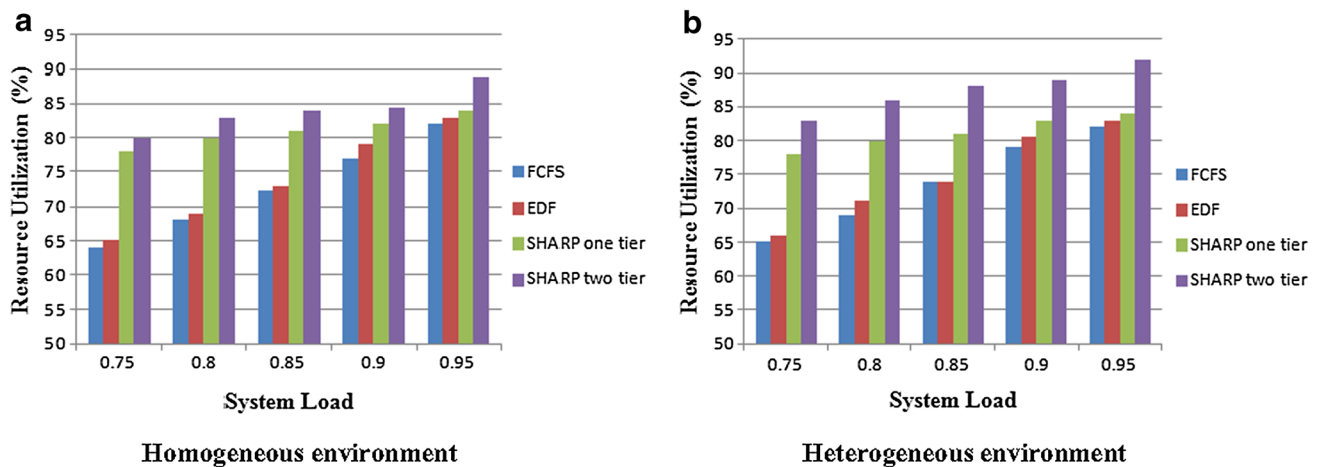 a
Resource Utilization (%)
95
90
85
80
75
70
65
60
55
50
0.75 0.8 0.85 0.9 0.95
System Load
FCFS
EDF
SHARP one tier
SHARP two tier
Homogeneous environment
b
Resource Utilization (%)
95
90
85
80
75
70
65
60
55
50
0.75 0.8 0.85 0.9 0.95
System Load
FCFS
EDF
SHARP one tier
SHARP two tier
Heterogeneous environment